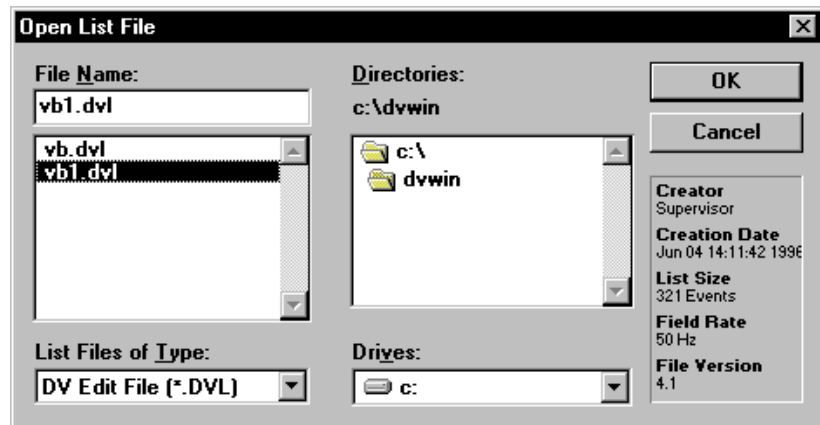 Open List File
File Name:
vb1.dvl
vb.dvl
vb1.dvl
List Files of Type:
DV Edit File (*.DVL)
Directories:
c:\dvwin
c:\
dvwin
Drives:
c:
OK
Cancel
Creator
Supervisor
Creation Date
Jun 04 14:11:42 1996
List Size
321 Events
Field Rate
50 Hz
File Version
4.1